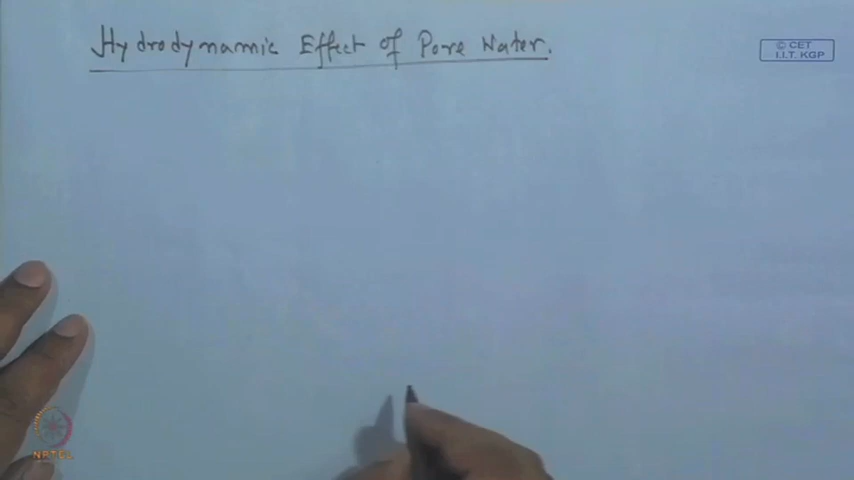 Hydrodynamic Effect of Pore Water.
© CET
I.I.T. KGP
NPTEL